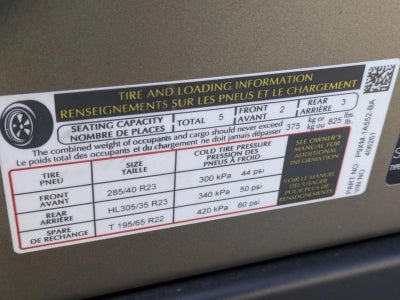 TIRE AND LOADING INFORMATION
RENSEIGNEMENTS SUR LES PNEUS ET LE CHARGEMENT
SEATING CAPACITY
NOMBRE DE PLACES
TOTAL 5
FRONT
AVANT 2
REAR
ARRIÈRE 3
The combined weight of occupants and cargo should never exceed
Le poids total des occupants et du chargement ne doit jamais dépasser
375 kg or kg ou 825 lbs. lb.
TIRE
PNEU
SIZE
TAILLE
COLD TIRE PRESSURE
PRESSION DES
PNEUS À FROID
FRONT
AVANT
285/40 R23
300 kPa 44 psi
REAR
ARRIÈRE
HL305/35 R23
340 kPa 50 psi
SPARE
DE RECHANGE
T 195/65 R22
420 kPa 60 psi
SEE OWNER'S
MANUAL FOR
ADDITIONAL
INFORMATION
VOIR LE MANUEL
DE L'USAGER
POUR PLUS DE
RENSEIGNEMENTS
PART NO
VIN NO